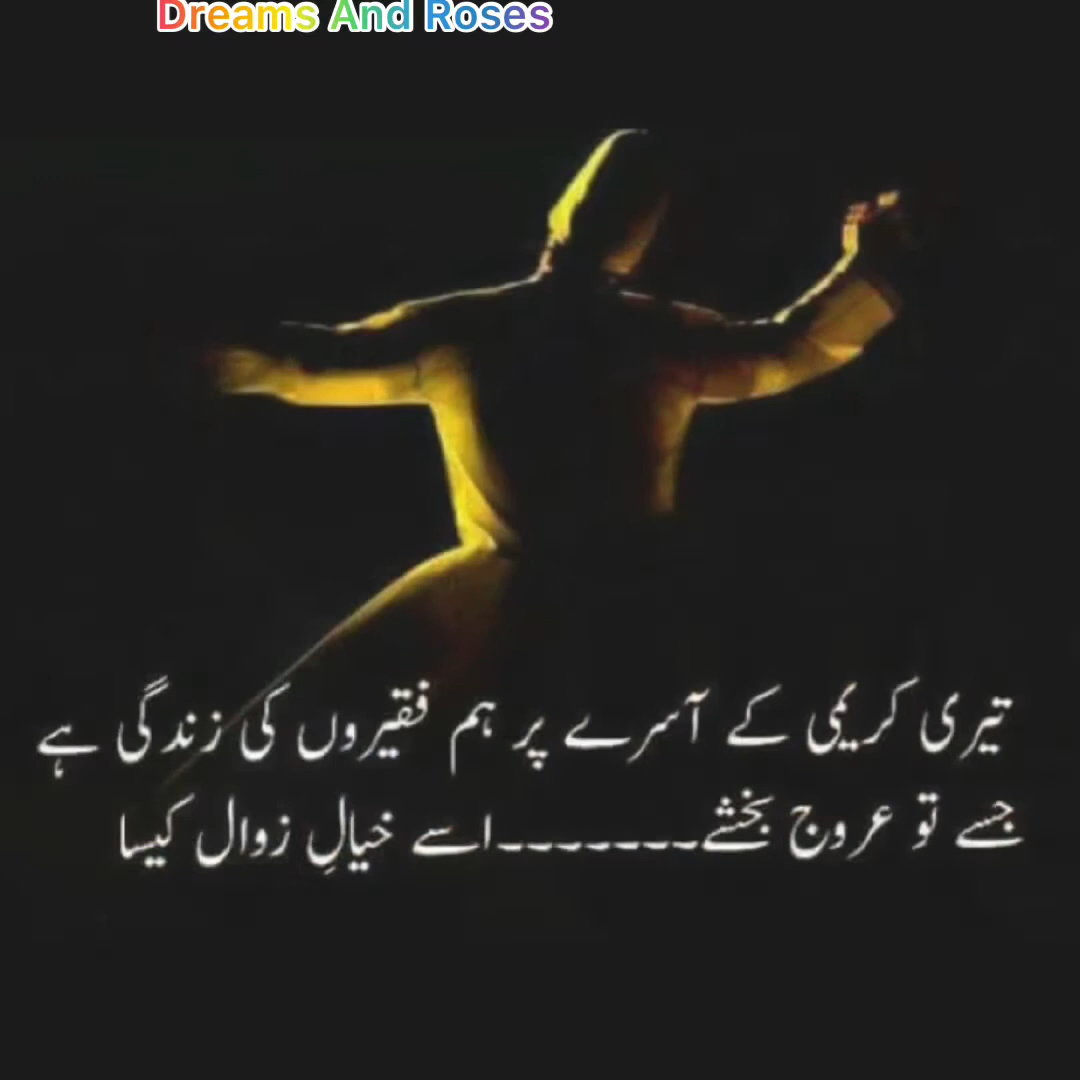 Dreams And Roses
تیری کریمی کے آسرے پر ہم فقیروں کی زندگی ہے
جسے تو عروج بخشے-------اسے خیالِ زوال کیسا